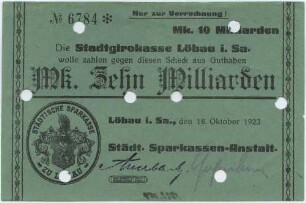 № 6784 *
Nur zur Verrechnung!
Mk. 10 Milliarden
Die Stadtgirokasse Löbau i. Sa.
wolle zahlen gegen diesen Scheck aus Guthaben
Mk. Zehn Milliarden
Löbau i. Sa., den 18. Oktober 1923
Städt. Sparkassen-Anstalt.
STÄDTISCHE SPARKASSE
ZU LÖBAU